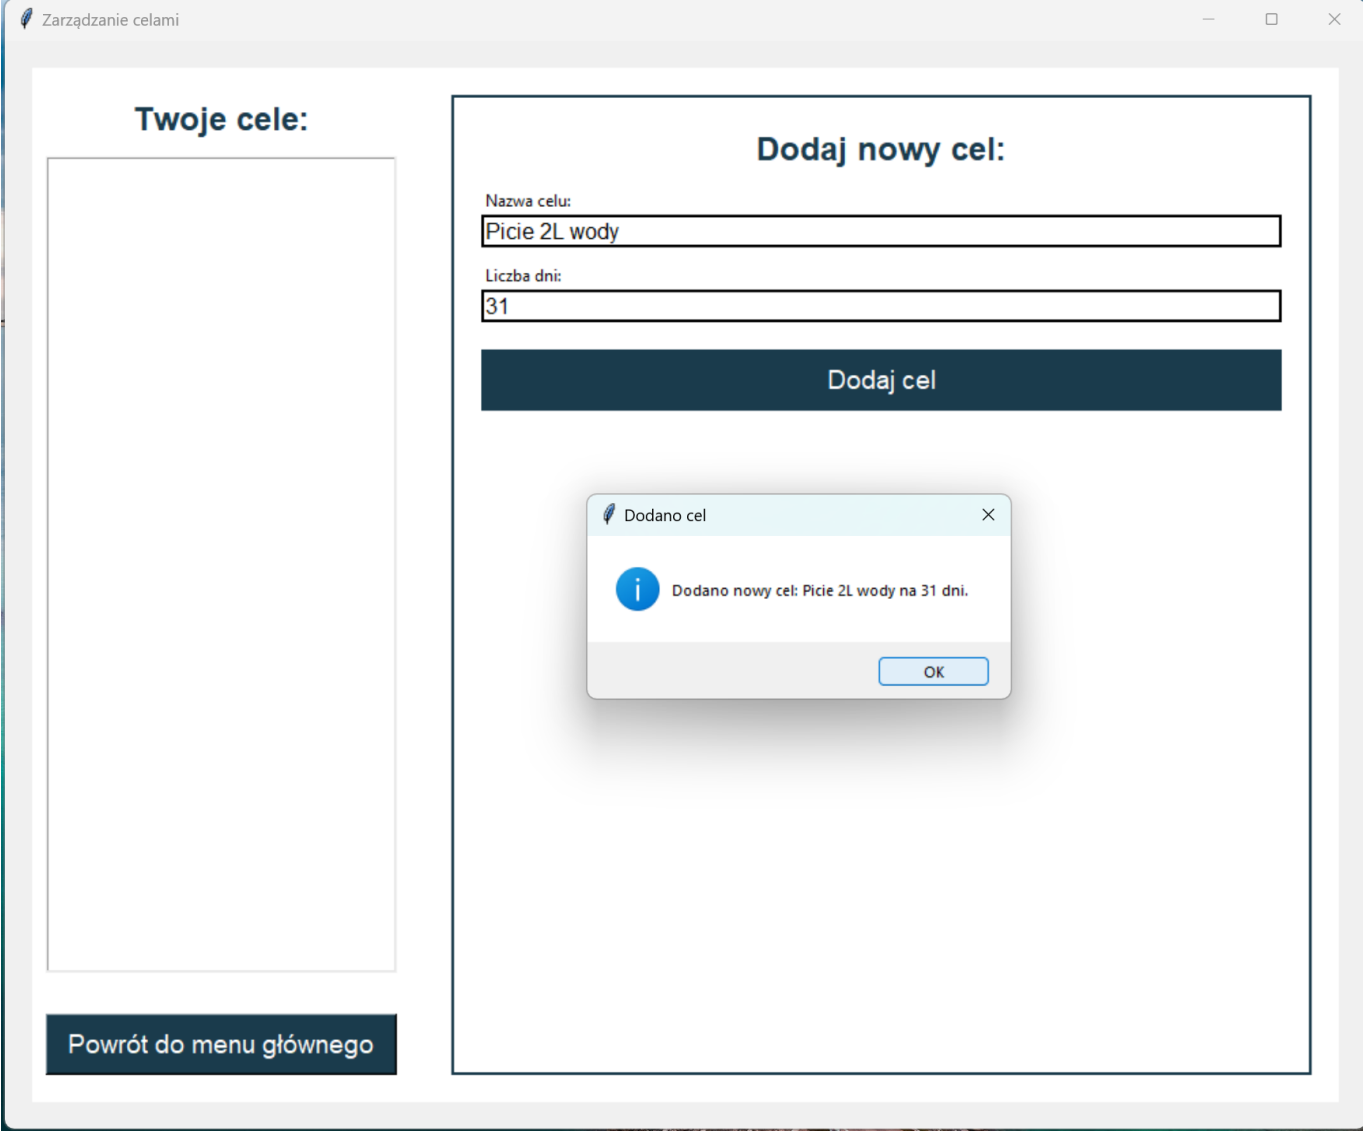 Zarządzanie celami
Twoje cele:
Dodaj nowy cel:
Nazwa celu:
Picie 2L wody
Liczba dni:
31
Dodaj cel
Dodano cel
Dodano nowy cel: Picie 2L wody na 31 dni.
OK
Powrót do menu głównego